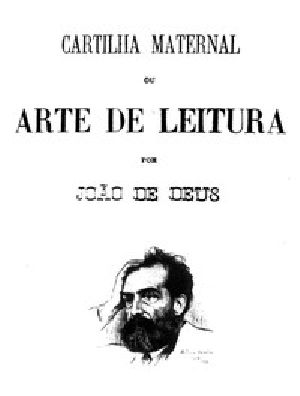 CARTILHA MATERNAL
OU
ARTE DE LEITURA
POR
JOÃO DE DEUS